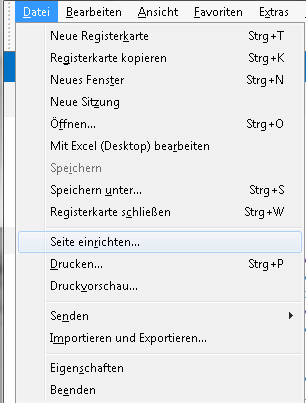 Datei Bearbeiten Ansicht Favoriten Extras
Neue Registerkarte Strg+T
Registerkarte kopieren Strg+K
Neues Fenster Strg+N
Neue Sitzung
Öffnen... Strg+O
Mit Excel (Desktop) bearbeiten
Speichern
Speichern unter... Strg+S
Registerkarte schließen Strg+W
Seite einrichten...
Drucken... Strg+P
Druckvorschau...
Senden
Importieren und Exportieren...
Eigenschaften
Beenden